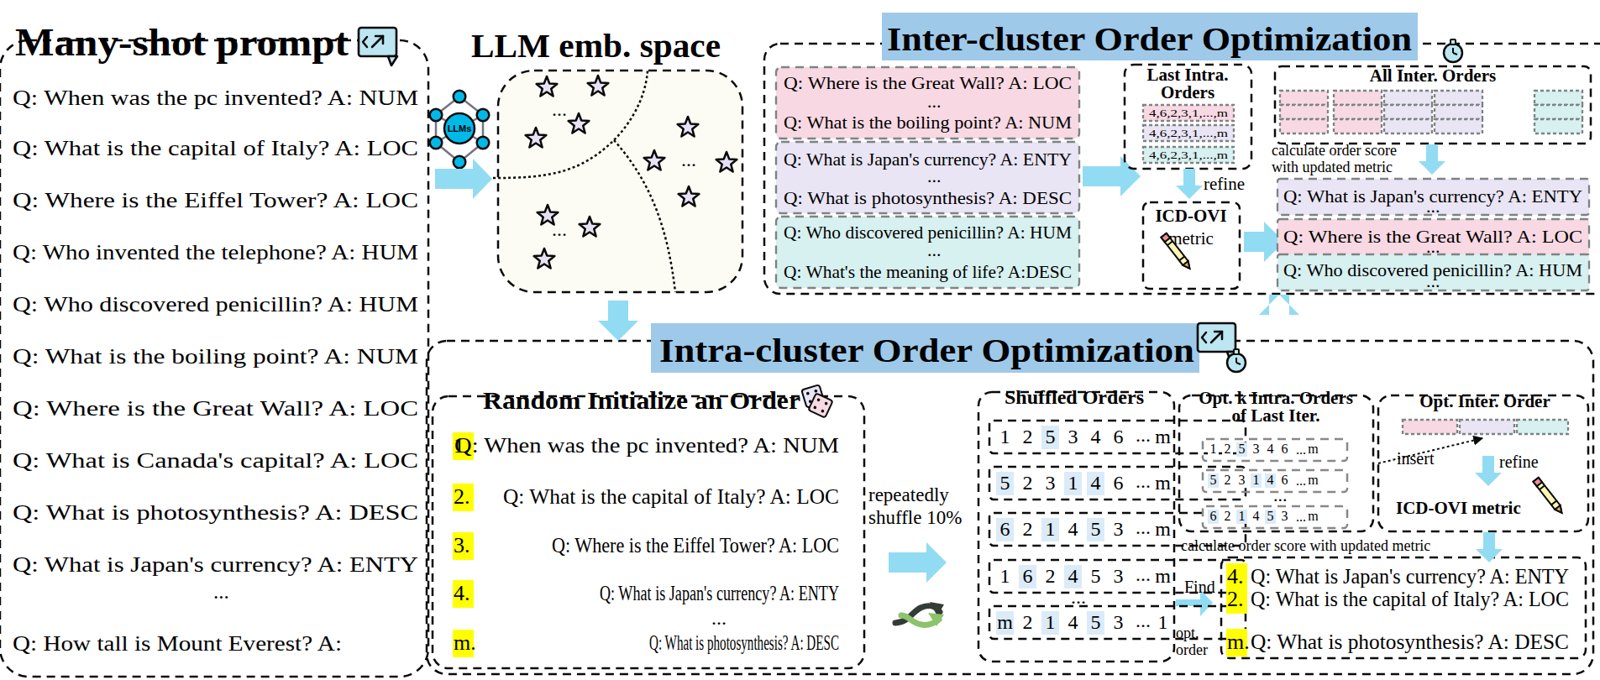 Many-shot prompt
Q: When was the pc invented? A: NUM
Q: What is the capital of Italy? A: LOC
Q: Where is the Eiffel Tower? A: LOC
Q: Who invented the telephone? A: HUM
Q: Who discovered penicillin? A: HUM
Q: What is the boiling point? A: NUM
Q: Where is the Great Wall? A: LOC
Q: What is Canada's capital? A: LOC
Q: What is photosynthesis? A: DESC
Q: What is Japan's currency? A: ENTY
...
Q: How tall is Mount Everest? A:
LLMs
LLM emb. space
...
...
...
Inter-cluster Order Optimization
Q: Where is the Great Wall? A: LOC
...
Q: What is the boiling point? A: NUM
Q: What is Japan's currency? A: ENTY
...
Q: What is photosynthesis? A: DESC
Q: Who discovered penicillin? A: HUM
...
Q: What's the meaning of life? A:DESC
Last Intra.
Orders
4,6,2,3,1,...,m
4,6,2,3,1,...,m
4,6,2,3,1,...,m
refine
ICD-OVI
metric
All Inter. Orders
calculate order score
with updated metric
Q: What is Japan's currency? A: ENTY
...
Q: Where is the Great Wall? A: LOC
...
Q: Who discovered penicillin? A: HUM
...
Intra-cluster Order Optimization
Random Initialize an Order
1. Q: When was the pc invented? A: NUM
2. Q: What is the capital of Italy? A: LOC
3. Q: Where is the Eiffel Tower? A: LOC
4. Q: What is Japan's currency? A: ENTY
...
m. Q: What is photosynthesis? A: DESC
repeatedly
shuffle 10%
Shuffled Orders
1 2 5 3 4 6 ... m
5 2 3 1 4 6 ... m
6 2 1 4 5 3 ... m
1 6 2 4 5 3 ... m
...
m 2 1 4 5 3 ... 1
Opt. k Intra. Orders
of Last Iter.
1 2 5 3 4 6 ... m
5 2 3 1 4 6 ... m
...
6 2 1 4 5 3 ... m
Opt. Inter. Order
insert
refine
ICD-OVI metric
calculate order score with updated metric
Find
opt.
order
4. Q: What is Japan's currency? A: ENTY
2. Q: What is the capital of Italy? A: LOC
m. Q: What is photosynthesis? A: DESC